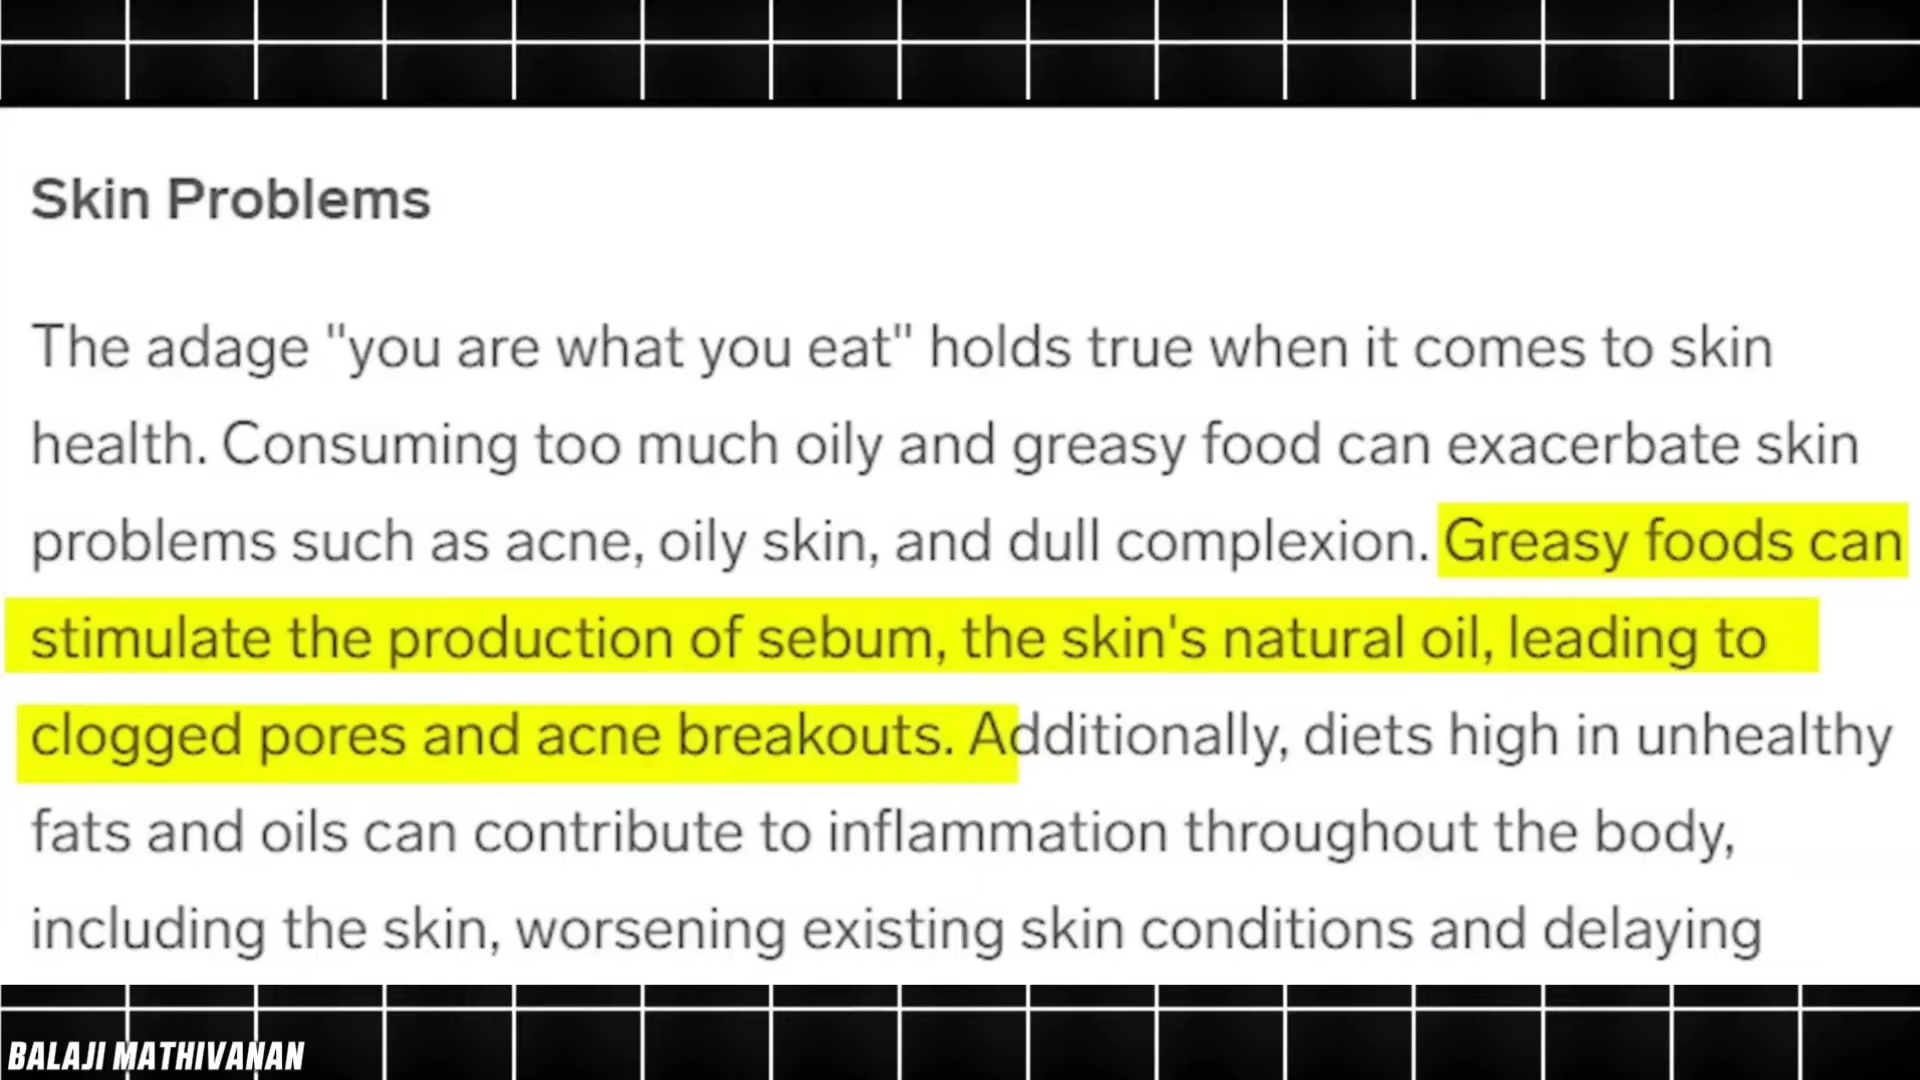 Skin Problems
The adage "you are what you eat" holds true when it comes to skin
health. Consuming too much oily and greasy food can exacerbate skin
problems such as acne, oily skin, and dull complexion. Greasy foods can
stimulate the production of sebum, the skin's natural oil, leading to
clogged pores and acne breakouts. Additionally, diets high in unhealthy
fats and oils can contribute to inflammation throughout the body,
including the skin, worsening existing skin conditions and delaying
BALAJI MATHIVANAN